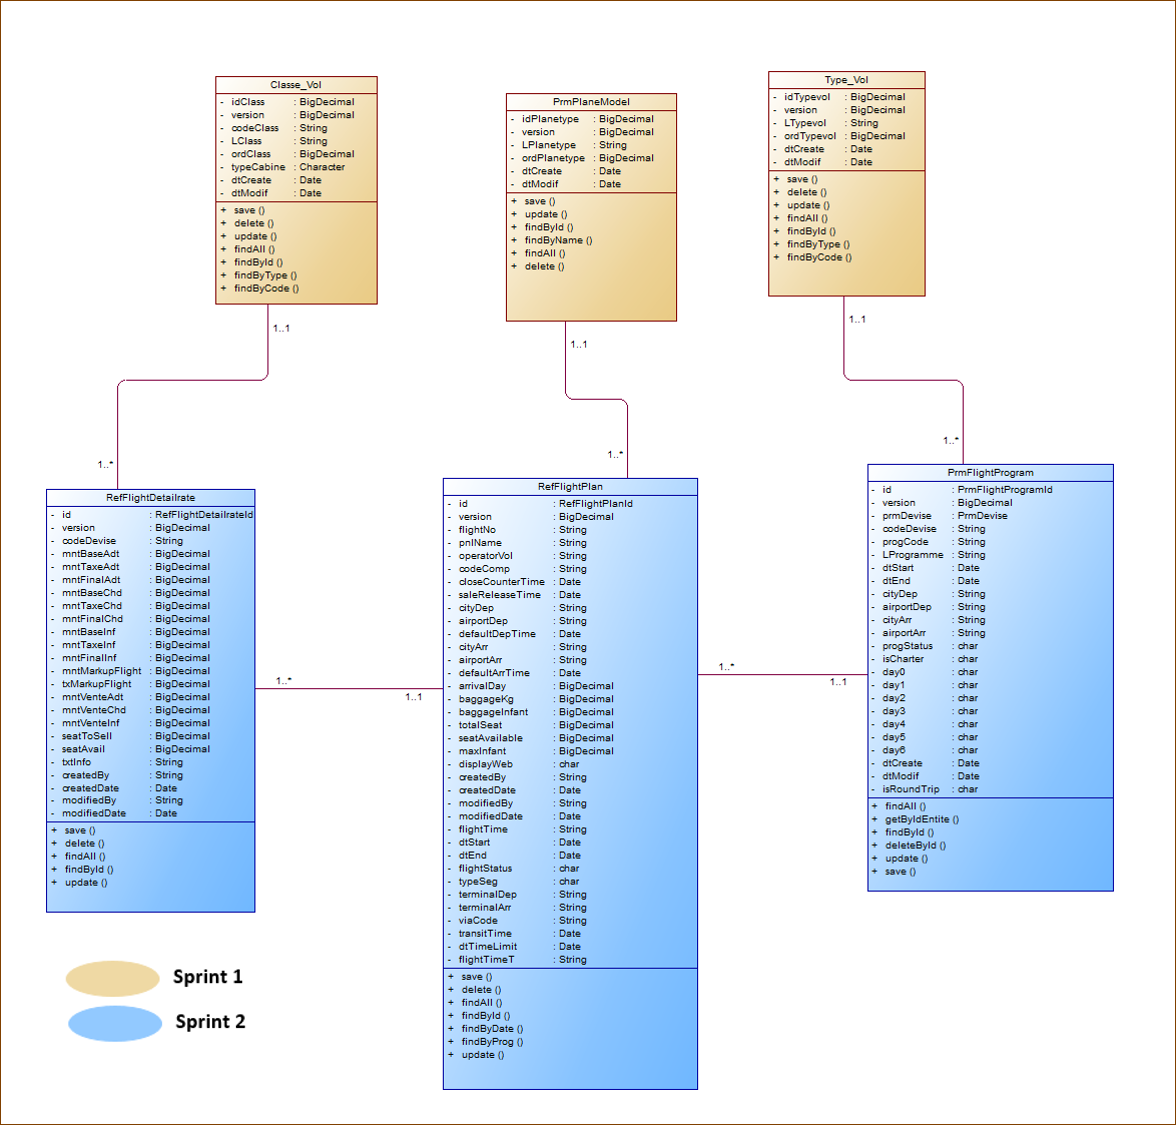 Classe_Vol
- idClass : BigDecimal
- version : BigDecimal
- codeClass : String
- LClass : String
- ordClass : BigDecimal
- typeCabine : Character
- dtCreate : Date
- dtModif : Date
+ save ()
+ delete ()
+ update ()
+ findAll ()
+ findById ()
+ findByType ()
+ findByCode ()
PrmPlaneModel
- idPlanetype : BigDecimal
- version : BigDecimal
- LPlanetype : String
- ordPlanetype : BigDecimal
- dtCreate : Date
- dtModif : Date
+ save ()
+ update ()
+ findById ()
+ findByName ()
+ findAll ()
+ delete ()
Type_Vol
- idTypevol : BigDecimal
- version : BigDecimal
- LTypevol : String
- ordTypevol : BigDecimal
- dtCreate : Date
- dtModif : Date
+ save ()
+ delete ()
+ update ()
+ findAll ()
+ findById ()
+ findByType ()
+ findByCode ()
1..1
1..1
1..1
1..*
1..*
1..*
RefFlightDetailrate
- id : RefFlightDetailrateId
- version : BigDecimal
- codeDevise : String
- mntBaseAdt : BigDecimal
- mntTaxeAdt : BigDecimal
- mntFinalAdt : BigDecimal
- mntBaseChd : BigDecimal
- mntTaxeChd : BigDecimal
- mntFinalChd : BigDecimal
- mntBaseInf : BigDecimal
- mntTaxeInf : BigDecimal
- mntFinalInf : BigDecimal
- mntMarkupFlight : BigDecimal
- txMarkupFlight : BigDecimal
- mntVenteAdt : BigDecimal
- mntVenteChd : BigDecimal
- mntVenteInf : BigDecimal
- seatToSell : BigDecimal
- seatAvail : BigDecimal
- txtInfo : String
- createdBy : String
- createdDate : Date
- modifiedBy : String
- modifiedDate : Date
+ save ()
+ delete ()
+ findAll ()
+ findById ()
+ update ()
1..*
1..1
RefFlightPlan
- id : RefFlightPlanId
- version : BigDecimal
- flightNo : String
- pnlName : String
- operatorVol : String
- codeComp : String
- closeCounterTime : Date
- saleReleaseTime : Date
- cityDep : String
- airportDep : String
- defaultDepTime : Date
- cityArr : String
- airportArr : String
- defaultArrTime : Date
- arrivalDay : BigDecimal
- baggageKg : BigDecimal
- baggageInfant : BigDecimal
- totalSeat : BigDecimal
- seatAvailable : BigDecimal
- maxInfant : BigDecimal
- displayWeb : char
- createdBy : String
- createdDate : Date
- modifiedBy : String
- modifiedDate : Date
- flightTime : String
- dtStart : Date
- dtEnd : Date
- flightStatus : char
- typeSeg : char
- terminalDep : String
- terminalArr : String
- viaCode : String
- transitTime : Date
- dtTimeLimit : Date
- flightTimeT : String
+ save ()
+ delete ()
+ findAll ()
+ findById ()
+ findByDate ()
+ findByProg ()
+ update ()
1..*
1..1
PrmFlightProgram
- id : PrmFlightProgramId
- version : BigDecimal
- prmDevise : PrmDevise
- codeDevise : String
- progCode : String
- LProgramme : String
- dtStart : Date
- dtEnd : Date
- cityDep : String
- airportDep : String
- cityArr : String
- airportArr : String
- progStatus : char
- isCharter : char
- day0 : char
- day1 : char
- day2 : char
- day3 : char
- day4 : char
- day5 : char
- day6 : char
- dtCreate : Date
- dtModif : Date
- isRoundTrip : char
+ findAll ()
+ getByIdEntite ()
+ findById ()
+ deleteById ()
+ update ()
+ save ()
Sprint 1
Sprint 2